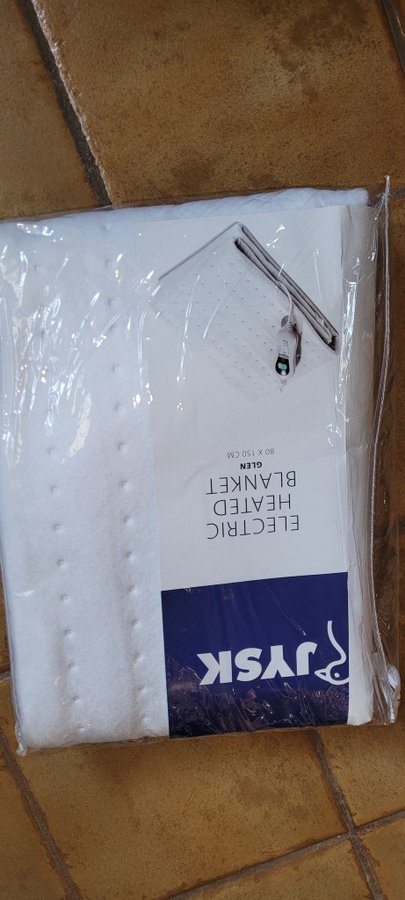 JYSK
ELECTRIC
HEATED
BLANKET
GLEN
80 X 150 CM